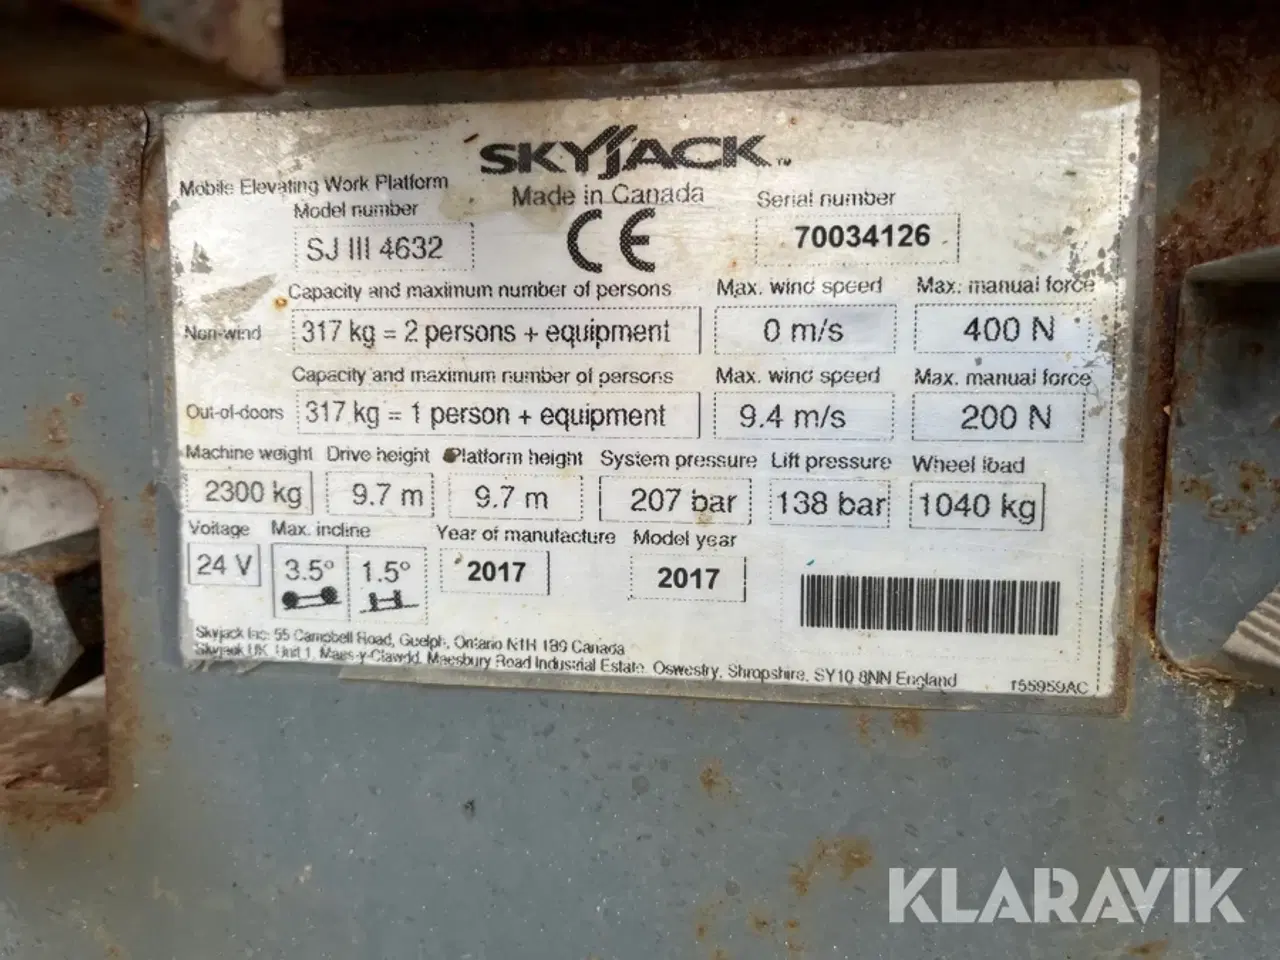 SKYJACK™
Mobile Elevating Work Platform
Made in Canada
Model number
Serial number
SJ III 4632
CE
70034126
Capacity and maximum number of persons Max. wind speed Max. manual force
Non-wind 317 kg = 2 persons + equipment 0 m/s 400 N
Capacity and maximum number of persons Max. wind speed Max. manual force
Out-of-doors 317 kg = 1 person + equipment 9.4 m/s 200 N
Machine weight Drive height Platform height System pressure Lift pressure Wheel load
2300 kg 9.7 m 9.7 m 207 bar 138 bar 1040 kg
Voltage Max. incline Year of manufacture Model year
24 V 3.5° 1.5° 2017 2017
Skyjack Inc. 55 Campbell Road, Guelph, Ontario N1H 1B9 Canada
Skyjack UK, Unit 1, Maes-y-Clawdd, Maesbury Road Industrial Estate, Oswestry, Shropshire, SY10 8NN England
155959AC
KLARAVIK